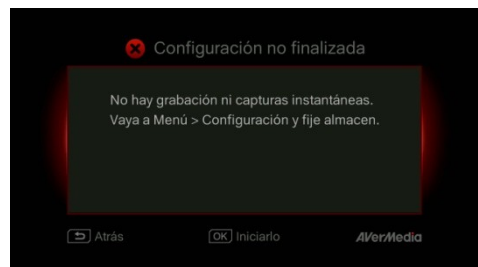 Configuración no finalizada
No hay grabación ni capturas instantáneas.
Vaya a Menú > Configuración y fije almacen.
Atrás
OK Iniciarlo
AVerMedia